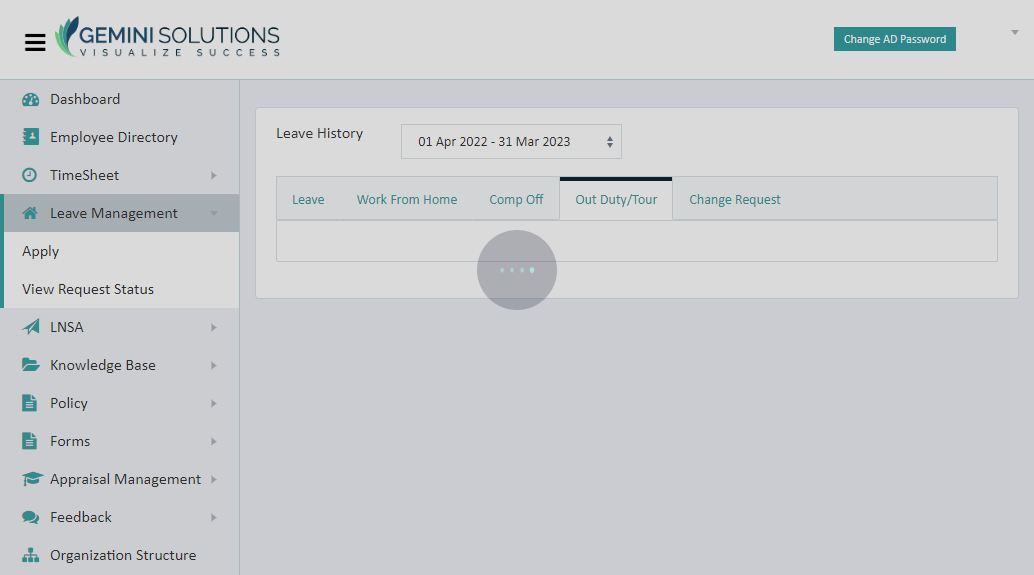 GEMINI SOLUTIONS
VISUALIZE SUCCESS
Change AD Password
Dashboard
Employee Directory
TimeSheet
Leave Management
Apply
View Request Status
LNSA
Knowledge Base
Policy
Forms
Appraisal Management
Feedback
Organization Structure
Leave History
01 Apr 2022 - 31 Mar 2023
Leave Work From Home Comp Off Out Duty/Tour Change Request